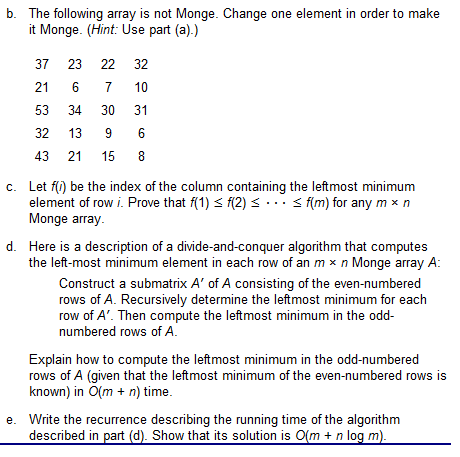 b. The following array is not Monge. Change one element in order to make
it Monge. (Hint: Use part (a).)
37 23 22 32
21 6 7 10
53 34 30 31
32 13 9 6
43 21 15 8
c. Let f(i) be the index of the column containing the leftmost minimum
element of row i. Prove that f(1) ≤ f(2) ≤ · · · ≤ f(m) for any m × n
Monge array.
d. Here is a description of a divide-and-conquer algorithm that computes
the left-most minimum element in each row of an m × n Monge array A:
Construct a submatrix A′ of A consisting of the even-numbered
rows of A. Recursively determine the leftmost minimum for each
row of A′. Then compute the leftmost minimum in the odd-
numbered rows of A.
Explain how to compute the leftmost minimum in the odd-numbered
rows of A (given that the leftmost minimum of the even-numbered rows is
known) in O(m + n) time.
e. Write the recurrence describing the running time of the algorithm
described in part (d). Show that its solution is O(m + n log m).